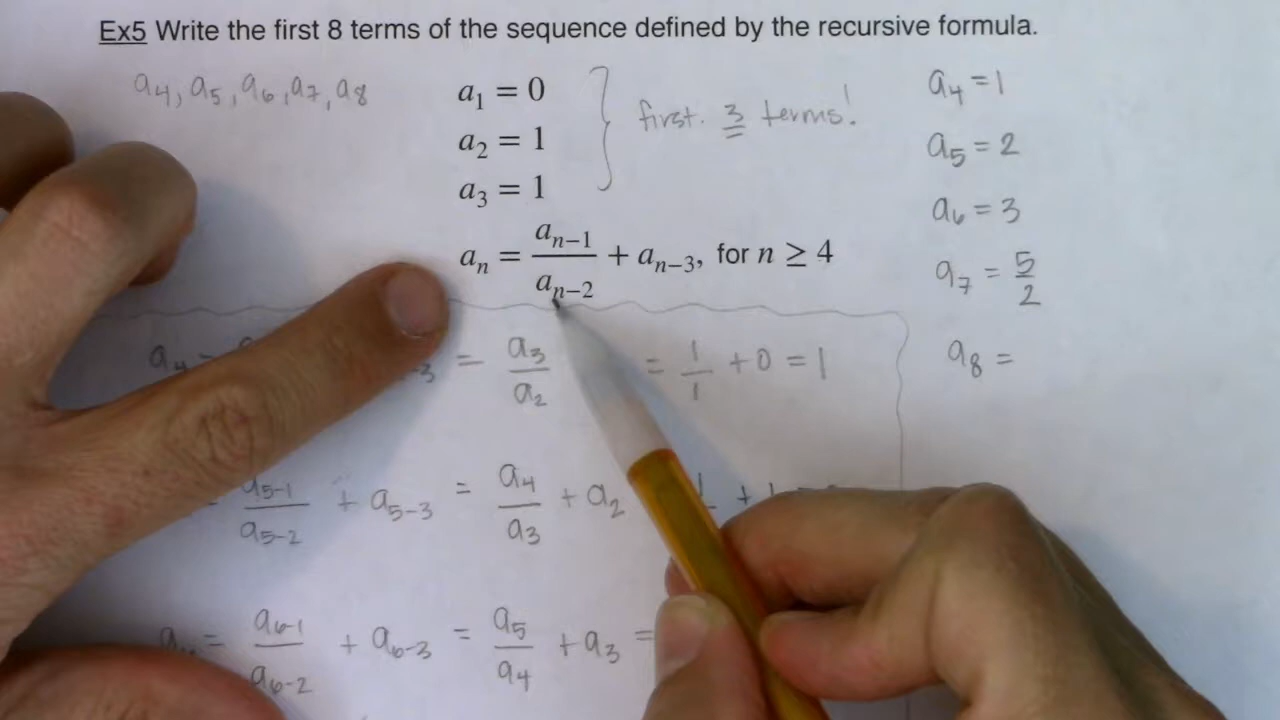 Ex5 Write the first 8 terms of the sequence defined by the recursive formula.
a4, a5, a6, a7, a8
a₁ = 0
a₂ = 1
a₃ = 1
first 3 terms!
aₙ = aₙ₋₁ / aₙ₋₂ + aₙ₋₃, for n ≥ 4
a₄ = 1
a₅ = 2
a₆ = 3
a₇ = 5/2
a₈ =
a₄ = a₃ / a₂ = 1/1 + 0 = 1
= a₅₋₁ / a₅₋₂ + a₅₋₃ = a₄ / a₃ + a₂
= a₆₋₁ / a₆₋₂ + a₆₋₃ = a₅ / a₄ + a₃ =